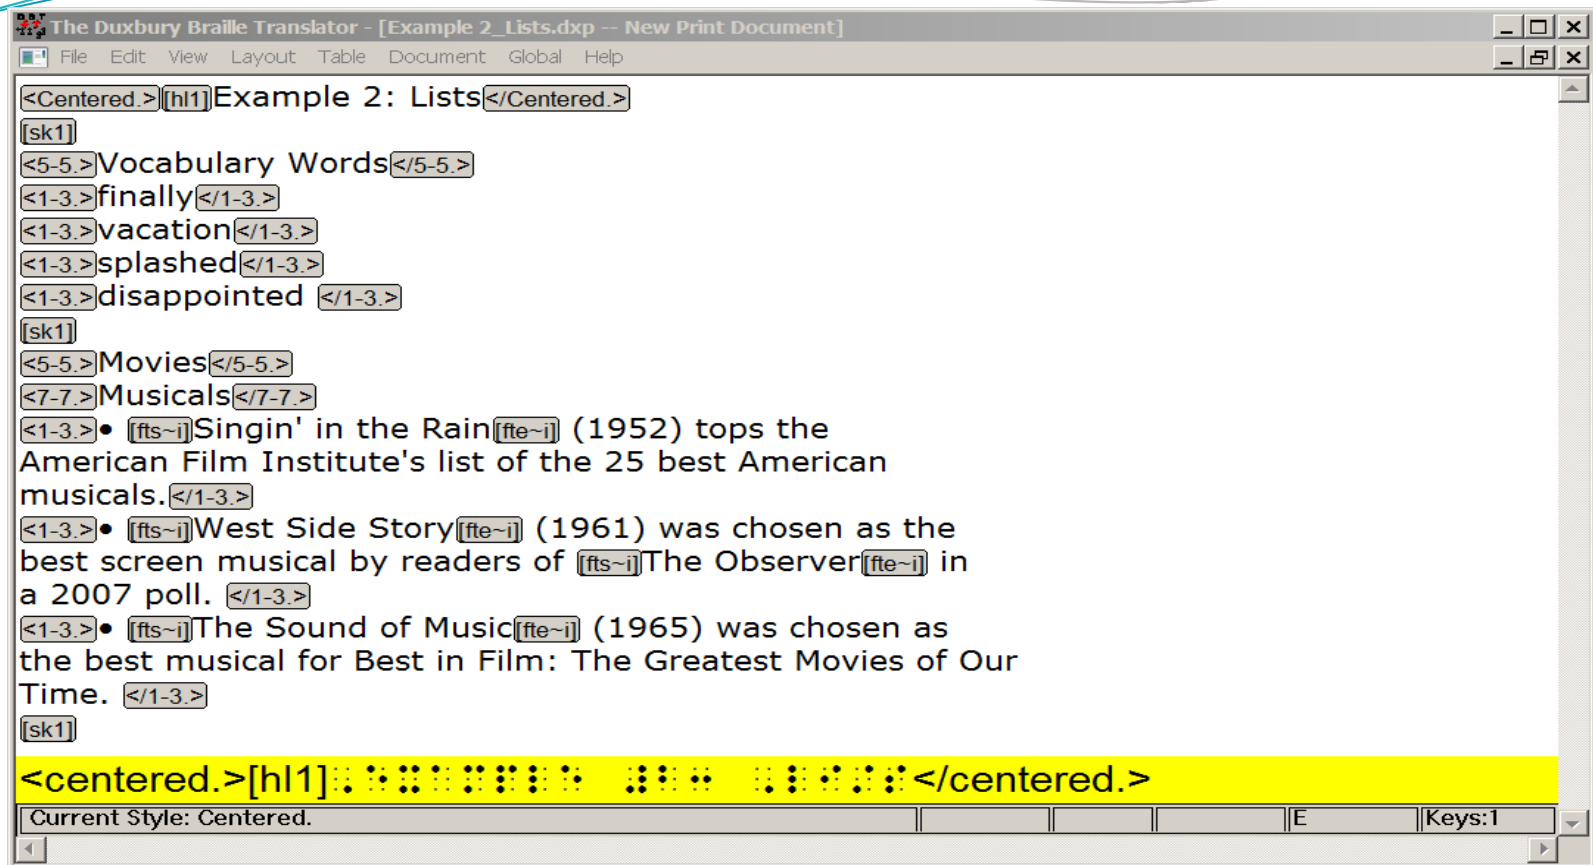 The Duxbury Braille Translator - [Example 2_Lists.dxp -- New Print Document]
File Edit View Layout Table Document Global Help
<Centered.>[hl1]Example 2: Lists</Centered.>
[sk1]
<5-5.>Vocabulary Words</5-5.>
<1-3.>finally</1-3.>
<1-3.>vacation</1-3.>
<1-3.>splashed</1-3.>
<1-3.>disappointed </1-3.>
[sk1]
<5-5.>Movies</5-5.>
<7-7.>Musicals</7-7.>
<1-3.>• [fts~i]Singin' in the Rain[fte~i] (1952) tops the
American Film Institute's list of the 25 best American
musicals.</1-3.>
<1-3.>• [fts~i]West Side Story[fte~i] (1961) was chosen as the
best screen musical by readers of [fts~i]The Observer[fte~i] in
a 2007 poll. </1-3.>
<1-3.>• [fts~i]The Sound of Music[fte~i] (1965) was chosen as
the best musical for Best in Film: The Greatest Movies of Our
Time. </1-3.>
[sk1]
<centered.>[hl1]⠠⠑⠭⠁⠍⠏⠇⠑ ⠼⠃⠒ ⠠⠇⠊⠌⠎</centered.>
Current Style: Centered. E Keys:1